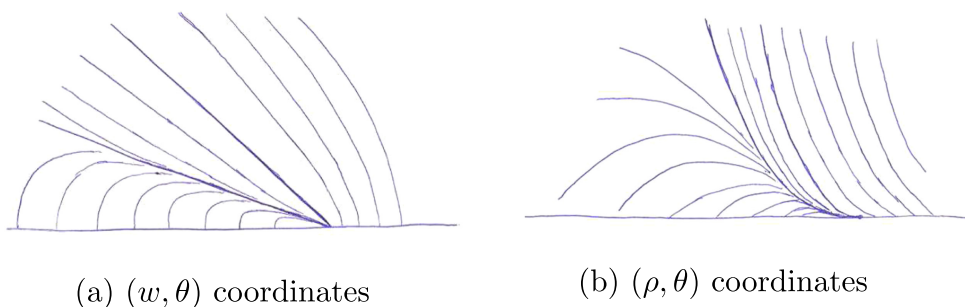 (a) (w, θ) coordinates
(b) (ρ, θ) coordinates